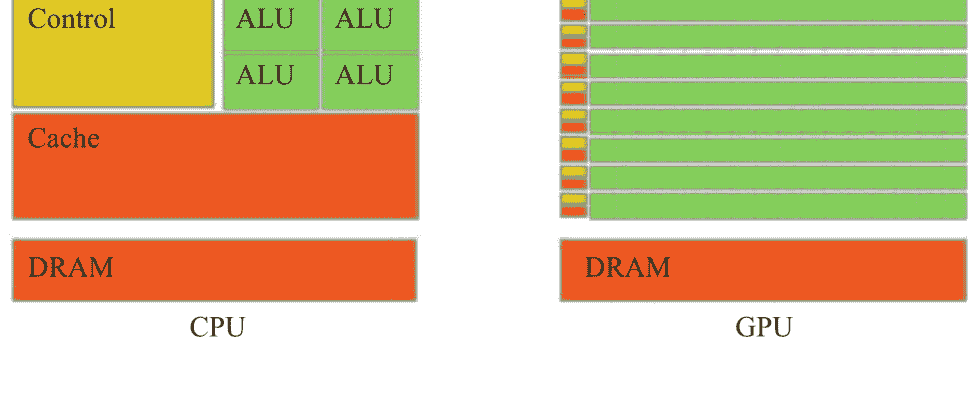 Control
ALU ALU
ALU ALU
Cache
DRAM
CPU
DRAM
GPU